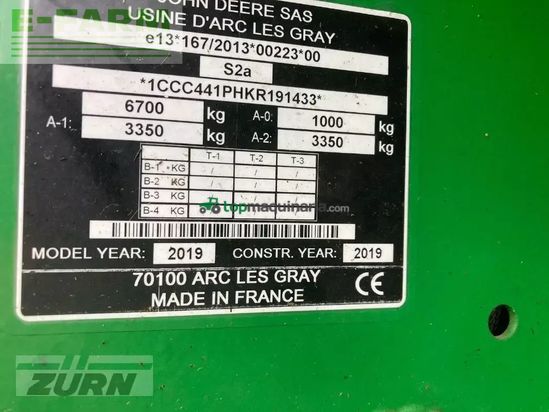 E-FARM
JOHN DEERE SAS
USINE D'ARC LES GRAY
e13*167/2013*00223*00
S2a
*1CCC441PHKR191433*
6700 kg A-0: 1000 kg
A-1: 3350 kg A-2: 3350 kg
T-1 T-2 T-3
B-1 KG / / /
B-2 KG / / /
B-3 KG / / /
B-4 KG / / /
topmaquinaria.com
MODEL YEAR: 2019 CONSTR. YEAR: 2019
70100 ARC LES GRAY
MADE IN FRANCE CE
ZÜRN